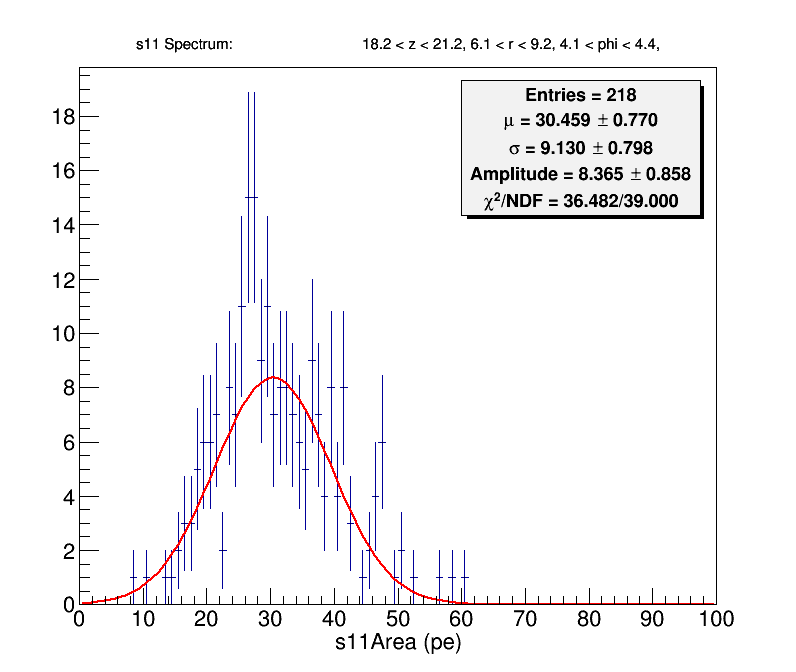 s11 Spectrum: 18.2 < z < 21.2, 6.1 < r < 9.2, 4.1 < phi < 4.4,
Entries = 218
μ = 30.459 ± 0.770
σ = 9.130 ± 0.798
Amplitude = 8.365 ± 0.858
χ²/NDF = 36.482/39.000
18
16
14
12
10
8
6
4
2
0
0 10 20 30 40 50 60 70 80 90 100
s11Area (pe)